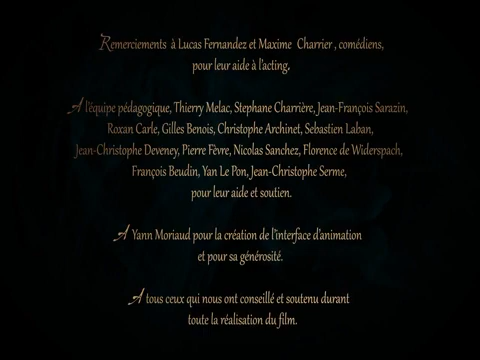 Remerciements à Lucas Fernandez et Maxime Charrier , comédiens,
pour leur aide à l'acting.
A l'équipe pédagogique, Thierry Melac, Stephane Charrière, Jean-François Sarazin,
Roxan Carle, Gilles Benois, Christophe Archinet, Sebastien Laban,
Jean-Christophe Deveney, Pierre Fèvre, Nicolas Sanchez, Florence de Widerspach,
François Beudin, Yan Le Pon, Jean-Christophe Serme,
pour leur aide et soutien.
A Yann Moriaud pour la création de l'interface d'animation
et pour sa générosité.
A tous ceux qui nous ont conseillé et soutenu durant
toute la réalisation du film.